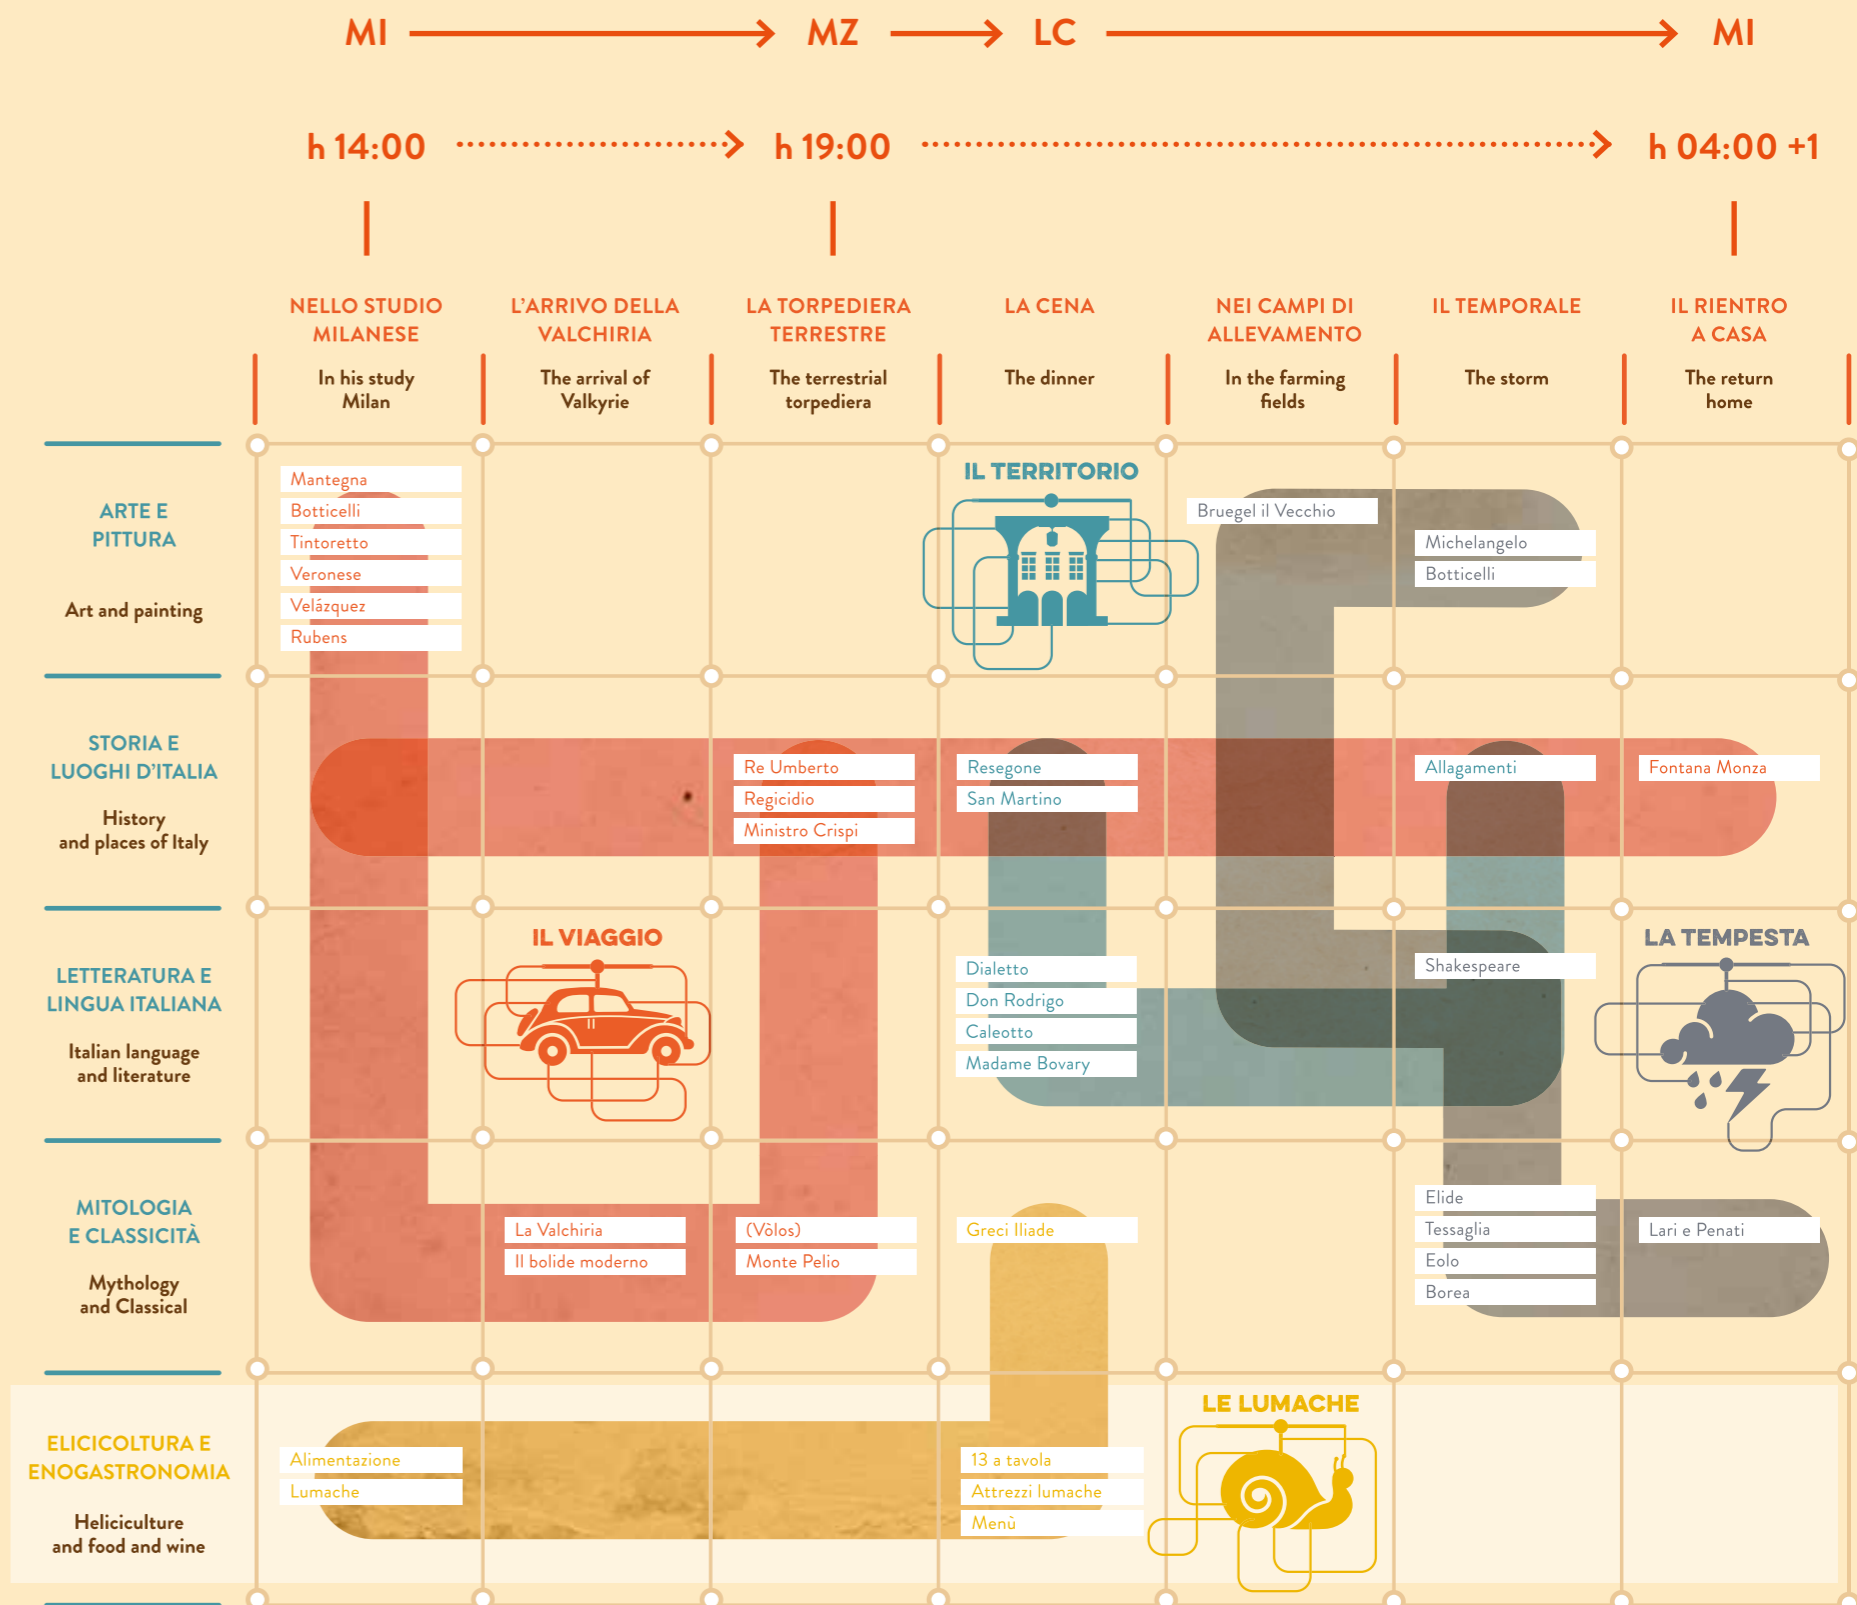 MI
MZ
LC
MI
h 14:00
h 19:00
h 04:00 +1
NELLO STUDIO
MILANESE
In his study
Milan
L'ARRIVO DELLA
VALCHIRIA
The arrival of
Valkyrie
LA TORPEDIERA
TERRESTRE
The terrestrial
torpediera
LA CENA
The dinner
NEI CAMPI DI
ALLEVAMENTO
In the farming
fields
IL TEMPORALE
The storm
IL RIENTRO
A CASA
The return
home
ARTE E
PITTURA
Art and painting
Mantegna
Botticelli
Tintoretto
Veronese
Velázquez
Rubens
IL TERRITORIO
Bruegel il Vecchio
Michelangelo
Botticelli
STORIA E
LUOGHI D'ITALIA
History
and places of Italy
Re Umberto
Regicidio
Ministro Crispi
Resegone
San Martino
Allagamenti
Fontana Monza
LETTERATURA E
LINGUA ITALIANA
Italian language
and literature
IL VIAGGIO
Dialetto
Don Rodrigo
Caleotto
Madame Bovary
Shakespeare
LA TEMPESTA
MITOLOGIA
E CLASSICITÀ
Mythology
and Classical
La Valchiria
Il bolide moderno
(Vòlos)
Monte Pelio
Greci Iliade
Elide
Tessaglia
Eolo
Borea
Lari e Penati
ELICICOLTURA E
ENOGASTRONOMIA
Heliciculture
and food and wine
Alimentazione
Lumache
13 a tavola
Attrezzi lumache
Menù
LE LUMACHE